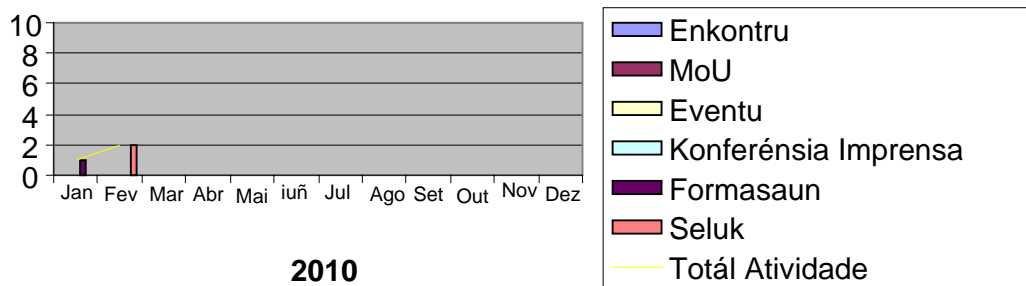 10
8
6
4
2
0
Jan Fev Mar Abr Mai iuñ Jul Ago Set Out Nov Dez
2010
Enkontru
MoU
Eventu
Konferénsia Imprensa
Formasaun
Seluk
Totál Atividade